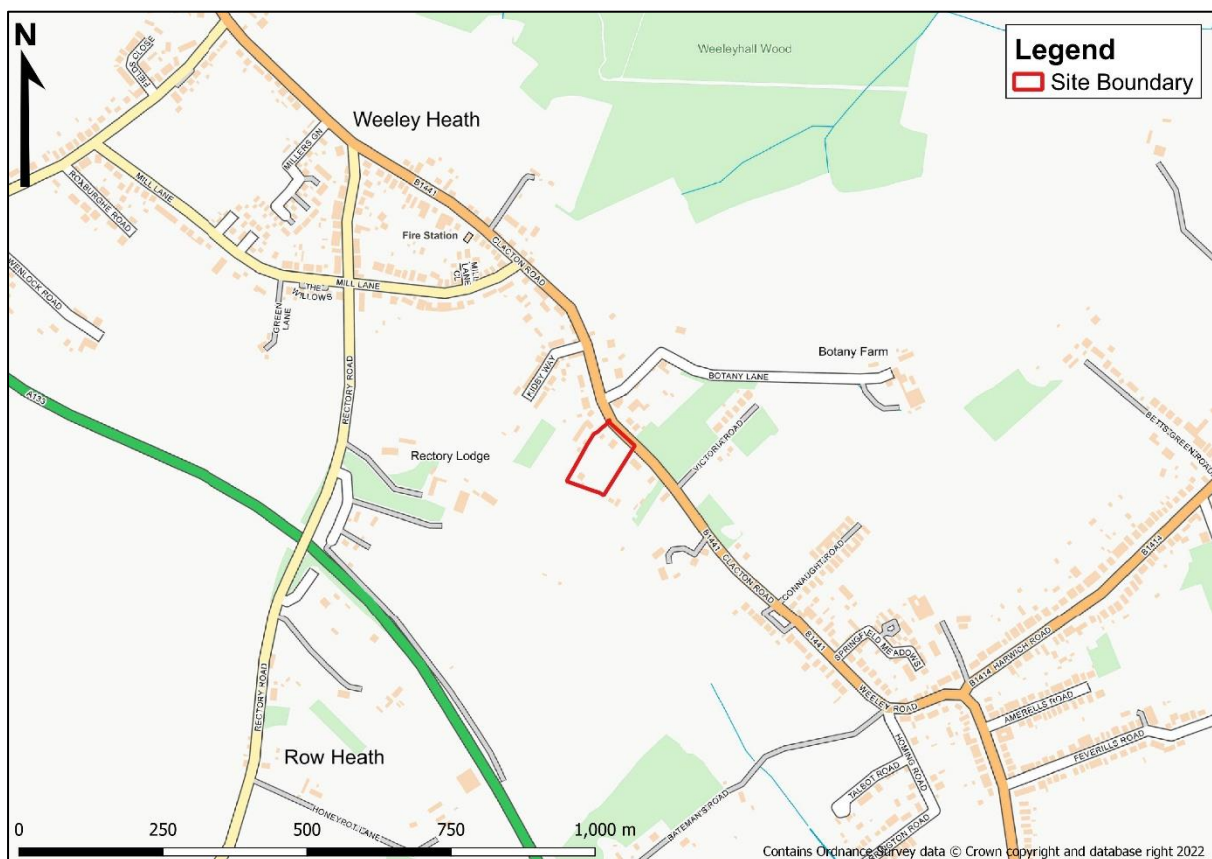 N
Legend
Site Boundary
Weeleyhall Wood
FIELDS CLOSE
Weeley Heath
MILLERS GN
B1441
MILL LANE
ROXBURGHE ROAD
Fire Station
CLACTON ROAD
MILL
LANE
CL
WENLOCK ROAD
THE
WILLOWS
MILL LANE
GREEN
LANE
RECTORY ROAD
KIDBY WAY
Botany Farm
BOTANY LANE
BETTS GREEN ROAD
A133
VICTORIA ROAD
Rectory Lodge
B1441
CLACTON ROAD
CONNAUGHT ROAD
B1414
B1441
SPRINGFIELD MEADOWS
RECTORY ROAD
WEELEY ROAD
B1414 HARWICH ROAD
AMERELLS ROAD
HOMING ROAD
FEVERILLS ROAD
Row Heath
TALBOT ROAD
HONEYPOT LANE
BATEMAN'S ROAD
0 250 500 750 1,000 m
Contains Ordnance Survey data © Crown copyright and database right 2022